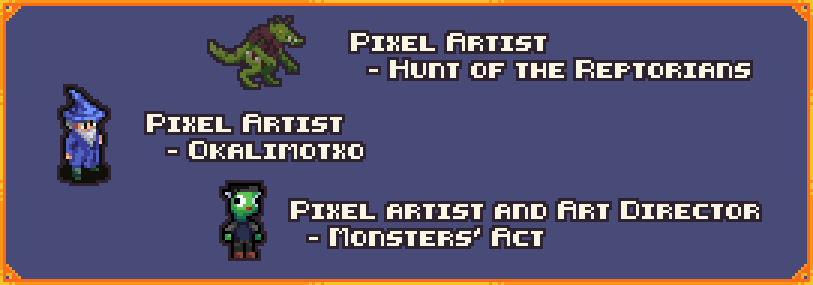 Pixel Artist
- Hunt of the Reptorians
Pixel Artist
- Okalimotxo
Pixel artist and Art Director
- Monsters' Act